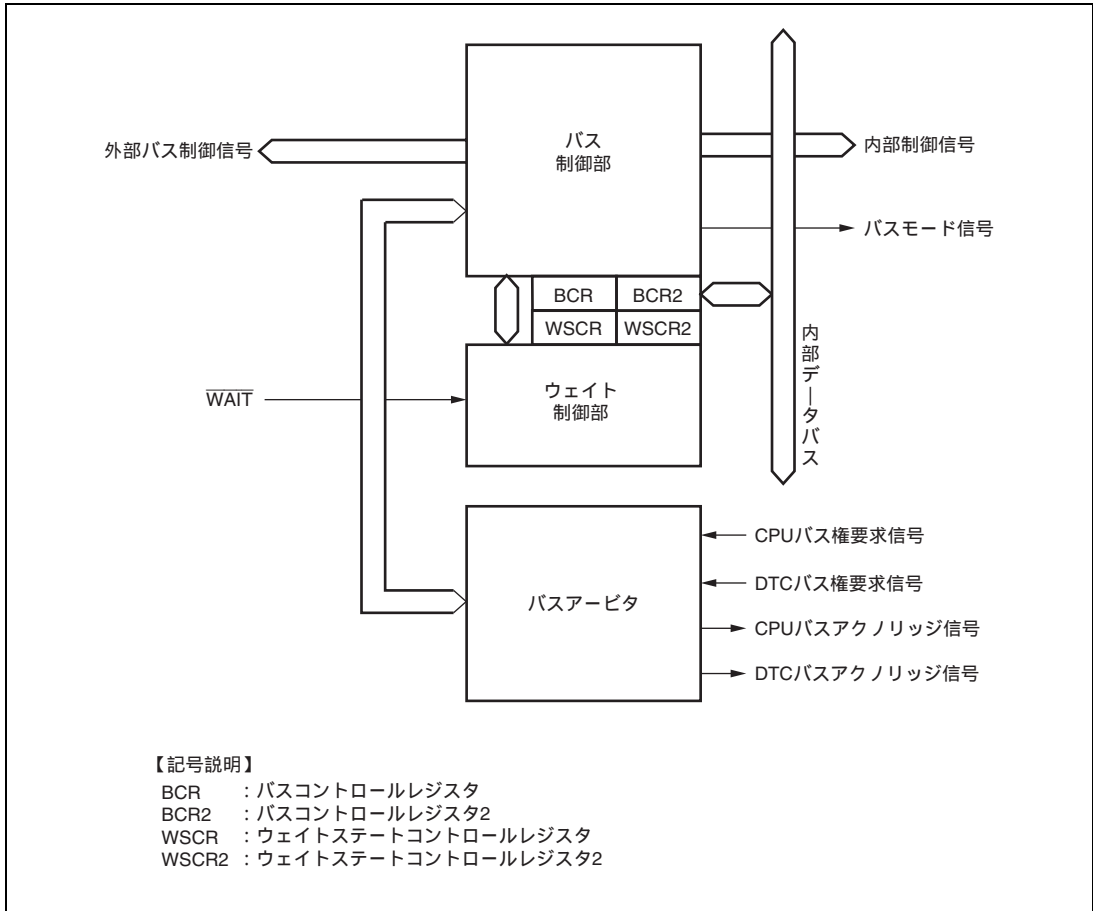 バス
制御部
外部バス制御信号
内部制御信号
バスモード信号
BCR BCR2
WSCR WSCR2
内部データバス
WAIT
ウェイト
制御部
バスアービタ
CPUバス権要求信号
DTCバス権要求信号
CPUバスアクノリッジ信号
DTCバスアクノリッジ信号
【記号説明】
BCR :バスコントロールレジスタ
BCR2 :バスコントロールレジスタ2
WSCR :ウェイトステートコントロールレジスタ
WSCR2 :ウェイトステートコントロールレジスタ2